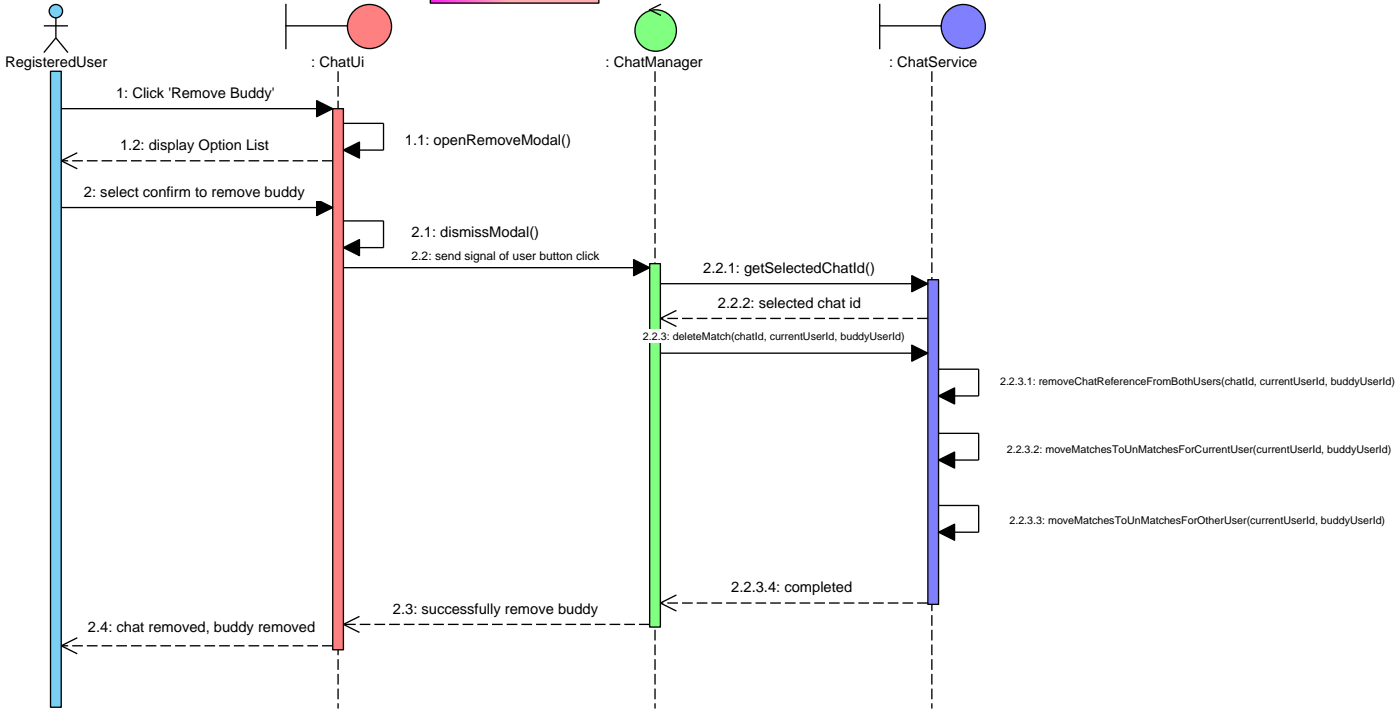 RegisteredUser
: ChatUi
: ChatManager
: ChatService
1: Click 'Remove Buddy'
1.1: openRemoveModal()
1.2: display Option List
2: select confirm to remove buddy
2.1: dismissModal()
2.2: send signal of user button click
2.2.1: getSelectedChatId()
2.2.2: selected chat id
2.2.3: deleteMatch(chatId, currentUserId, buddyUserId)
2.2.3.1: removeChatReferenceFromBothUsers(chatId, currentUserId, buddyUserId)
2.2.3.2: moveMatchesToUnMatchesForCurrentUser(currentUserId, buddyUserId)
2.2.3.3: moveMatchesToUnMatchesForOtherUser(currentUserId, buddyUserId)
2.2.3.4: completed
2.3: successfully remove buddy
2.4: chat removed, buddy removed